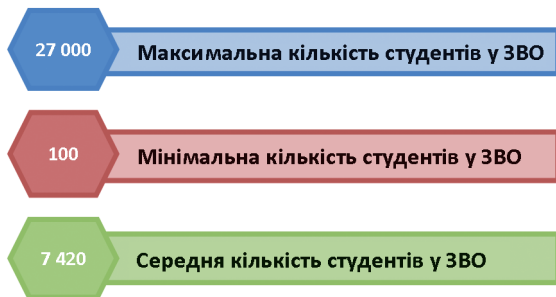 27 000 Максимальна кількість студентів у ЗВО
100 Мінімальна кількість студентів у ЗВО
7 420 Середня кількість студентів у ЗВО